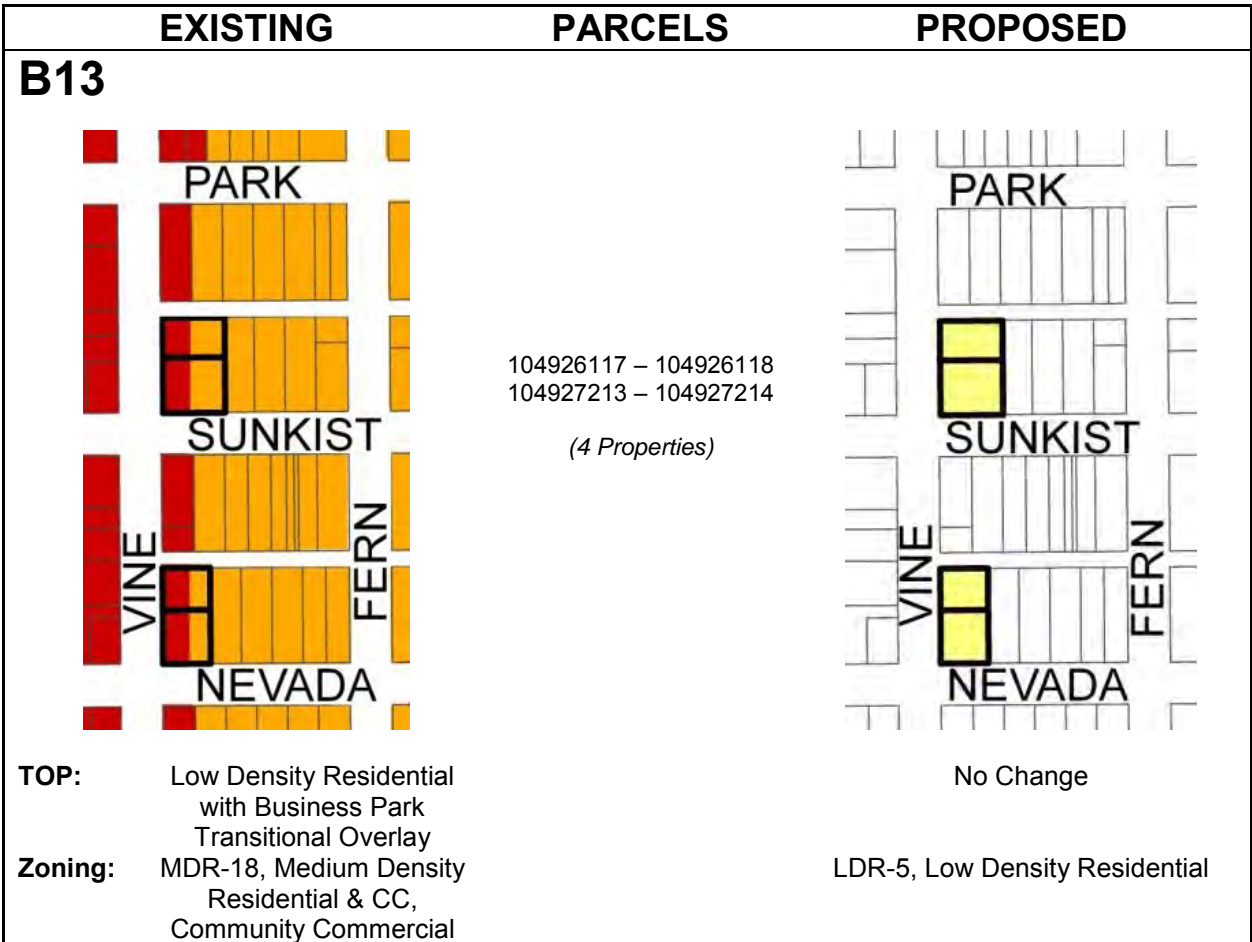 EXISTING PARCELS PROPOSED
B13
PARK
SUNKIST
VINE
FERN
NEVADA
104926117 – 104926118
104927213 – 104927214
(4 Properties)
PARK
SUNKIST
VINE
FERN
NEVADA
TOP: Low Density Residential
with Business Park
Transitional Overlay
No Change
Zoning: MDR-18, Medium Density
Residential & CC,
Community Commercial
LDR-5, Low Density Residential